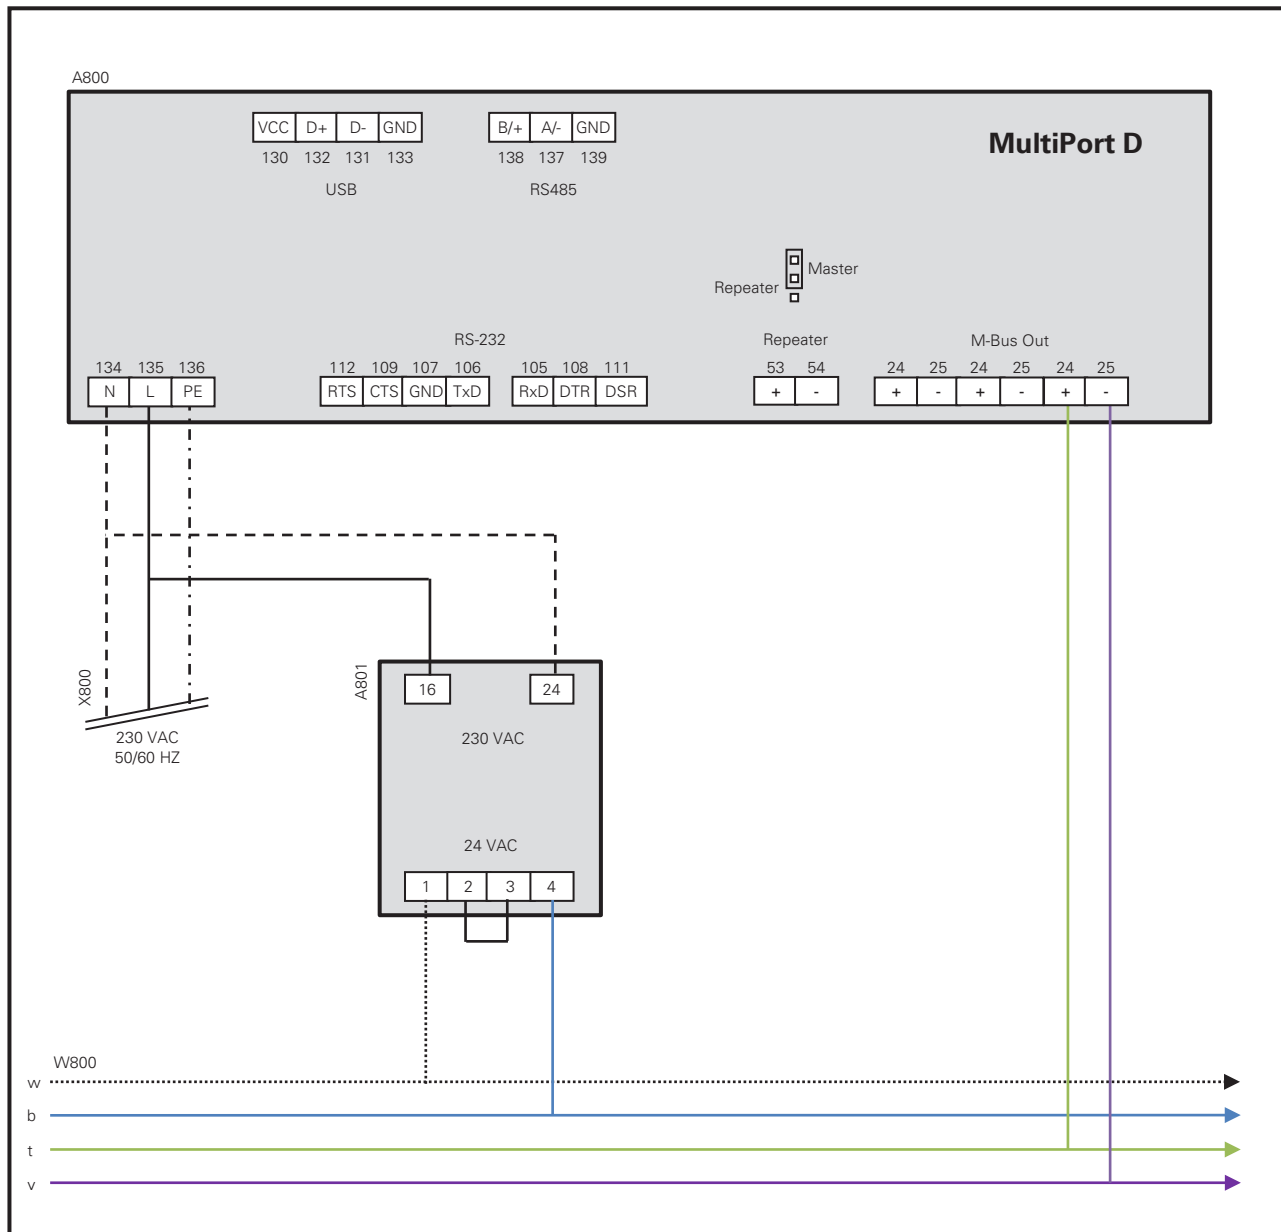 A800
VCC D+ D- GND
B/+ A/- GND
MultiPort D
130 132 131 133
138 137 139
USB
RS485
Master
Repeater
RS-232
Repeater
M-Bus Out
134 135 136
112 109 107 106
105 108 111
53 54
24 25 24 25 24 25
N L PE
RTS CTS GND TxD
RxD DTR DSR
+ -
+ - + - + -
X800
230 VAC
50/60 HZ
A801
16 24
230 VAC
24 VAC
1 2 3 4
W800
w
b
t
v